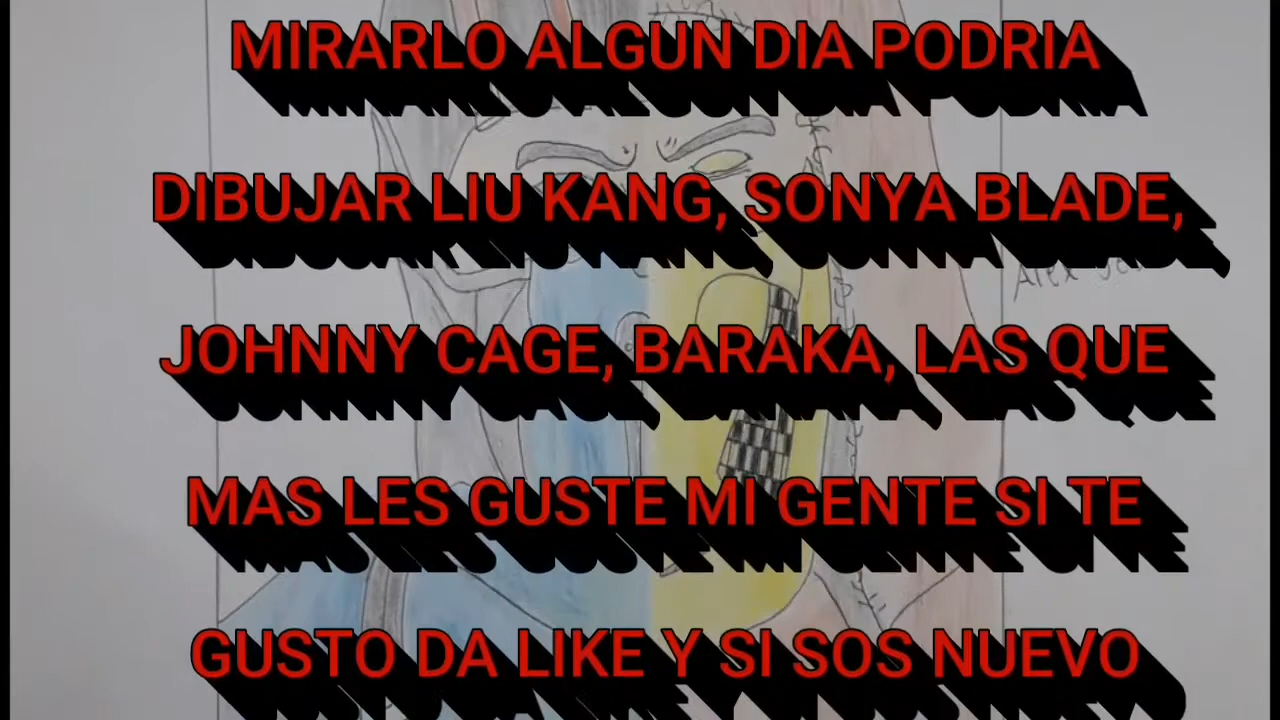 MIRARLO ALGUN DIA PODRIA
DIBUJAR LIU KANG, SONYA BLADE,
Alex
JOHNNY CAGE, BARAKA, LAS QUE
MAS LES GUSTE MI GENTE SI TE
GUSTO DA LIKE Y SI SOS NUEVO